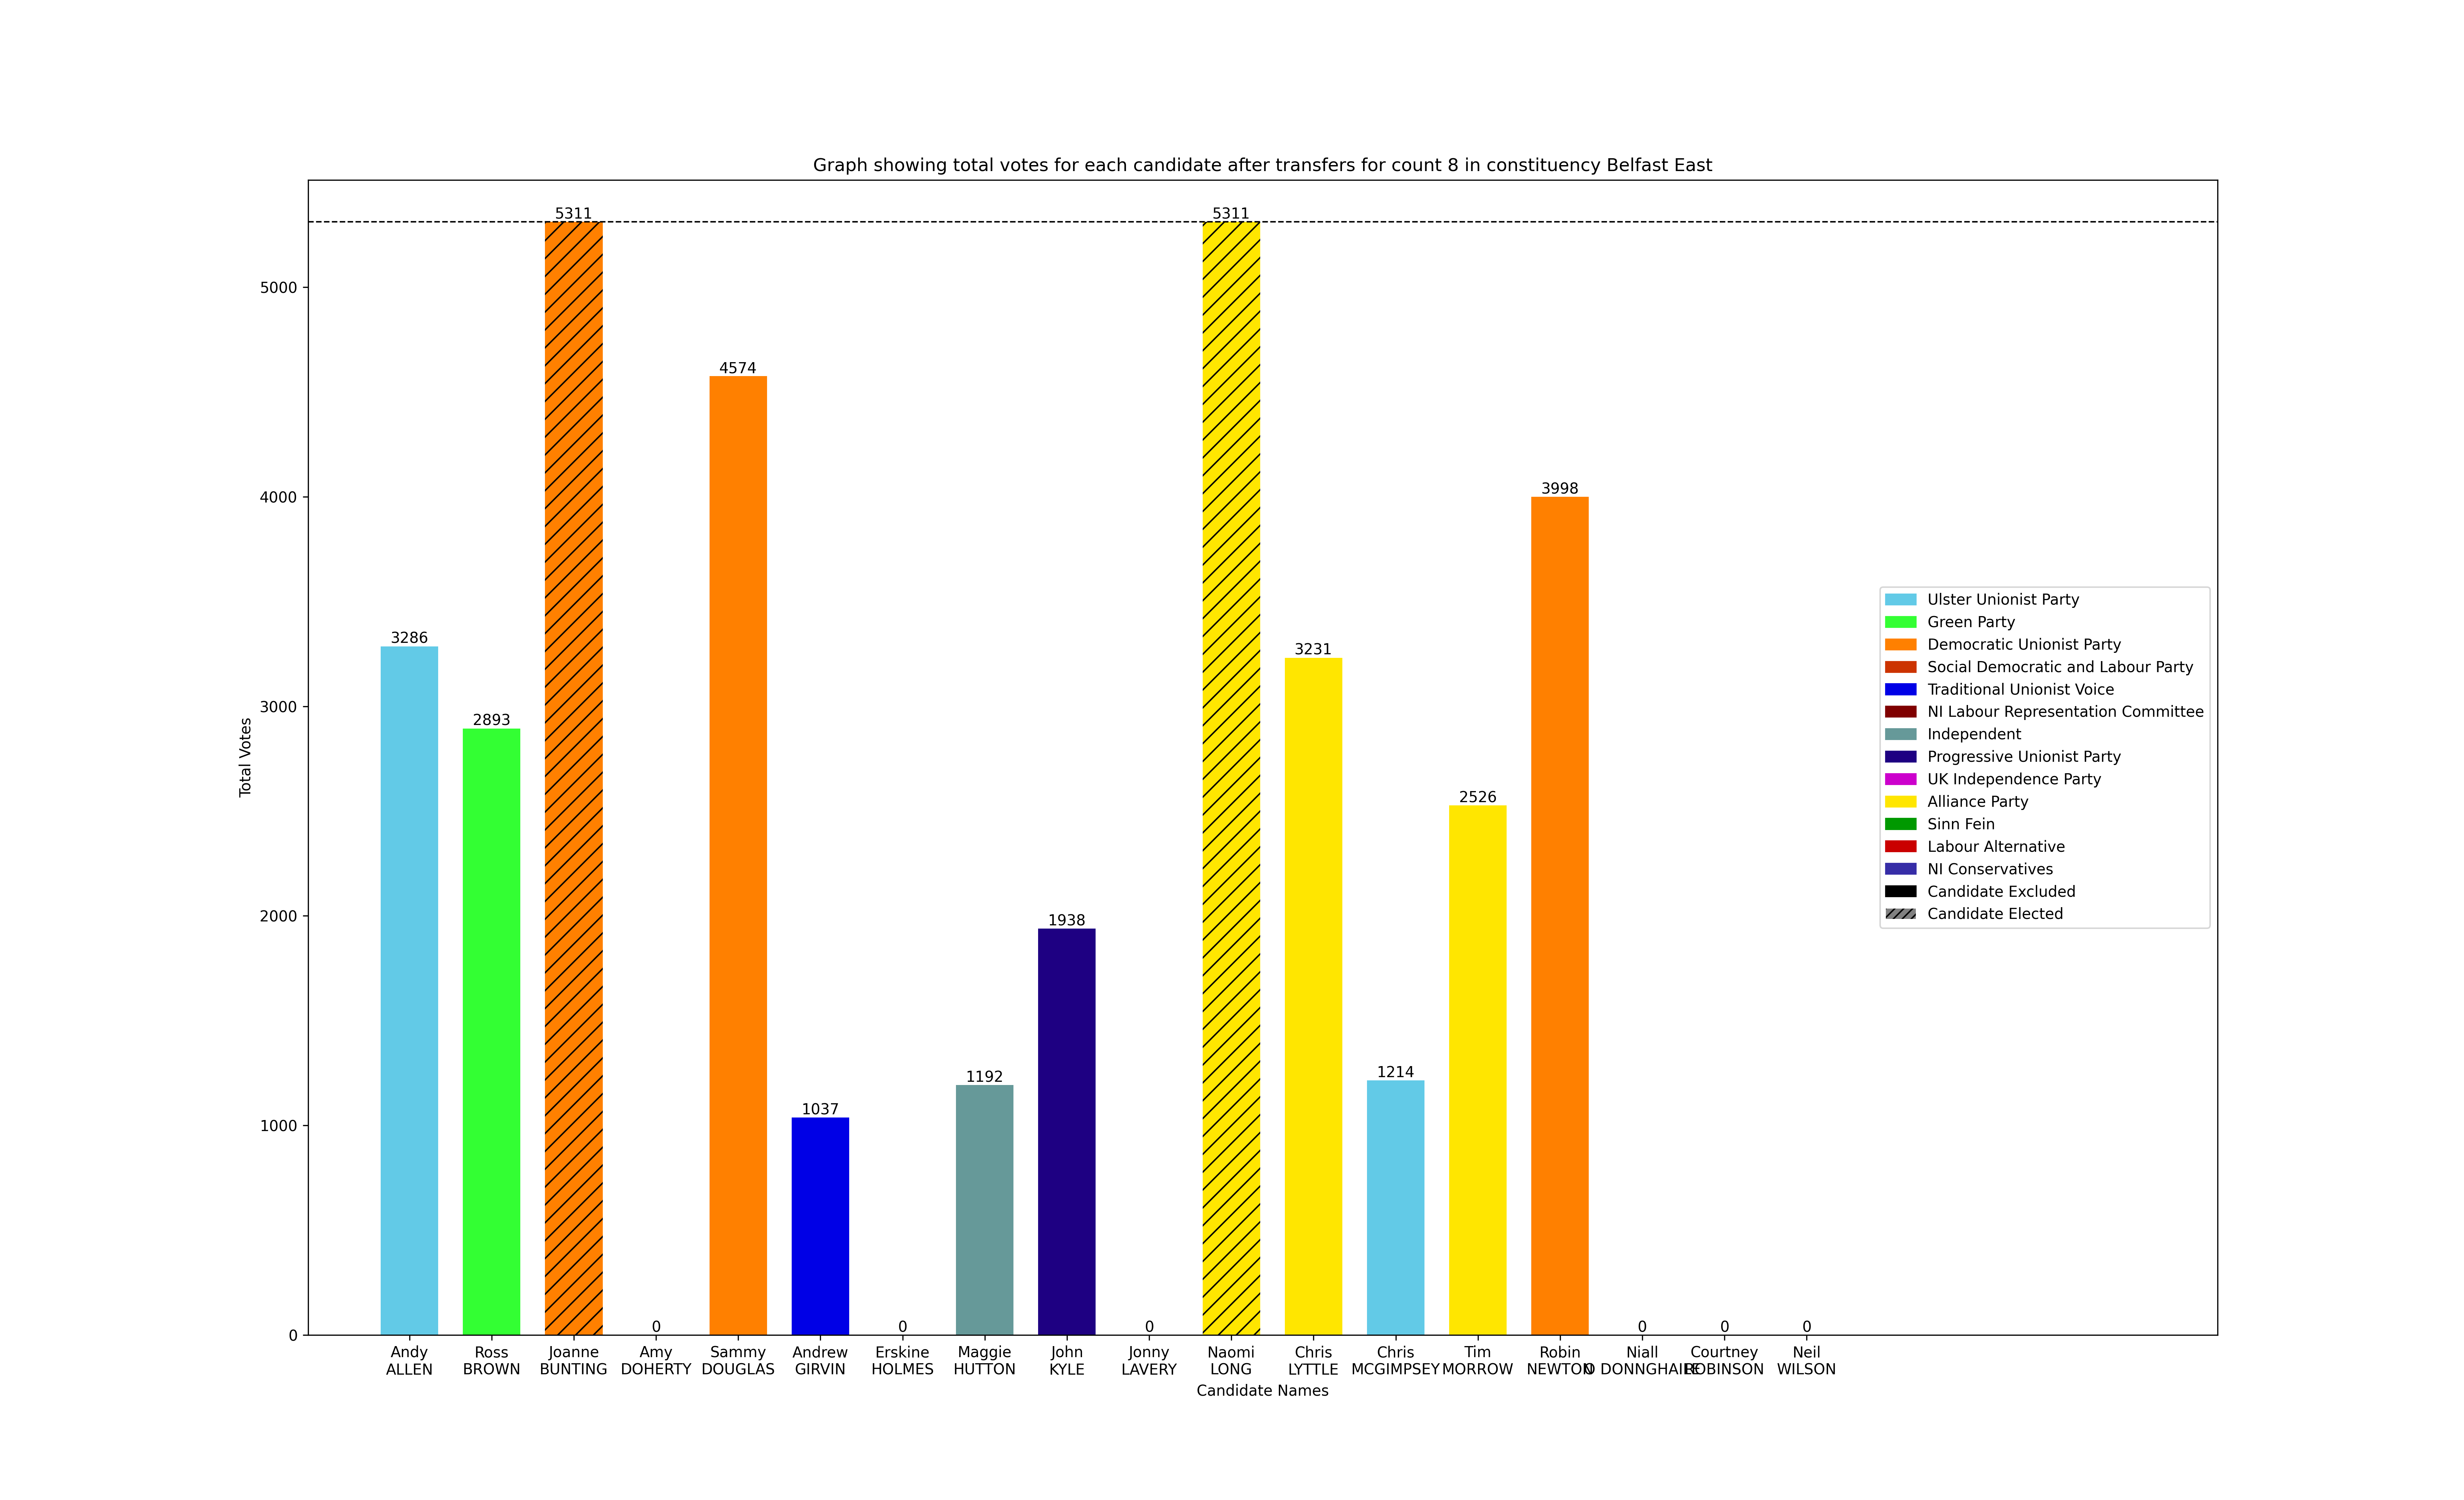 Graph showing total votes for each candidate after transfers for count 8 in constituency Belfast East
Total Votes
5000
4000
3000
2000
1000
0
3286
2893
5311
0
4574
1037
0
1192
1938
0
5311
3231
1214
2526
3998
0
0
0
Andy
ALLEN
Ross
BROWN
Joanne
BUNTING
Amy
DOHERTY
Sammy
DOUGLAS
Andrew
GIRVIN
Erskine
HOLMES
Maggie
HUTTON
John
KYLE
Jonny
LAVERY
Naomi
LONG
Chris
LYTTLE
Chris
MCGIMPSEY
Tim
MORROW
Robin
NEWTON
Niall
O DONNGHAILE
Courtney
ROBINSON
Neil
WILSON
Candidate Names
Ulster Unionist Party
Green Party
Democratic Unionist Party
Social Democratic and Labour Party
Traditional Unionist Voice
NI Labour Representation Committee
Independent
Progressive Unionist Party
UK Independence Party
Alliance Party
Sinn Fein
Labour Alternative
NI Conservatives
Candidate Excluded
Candidate Elected